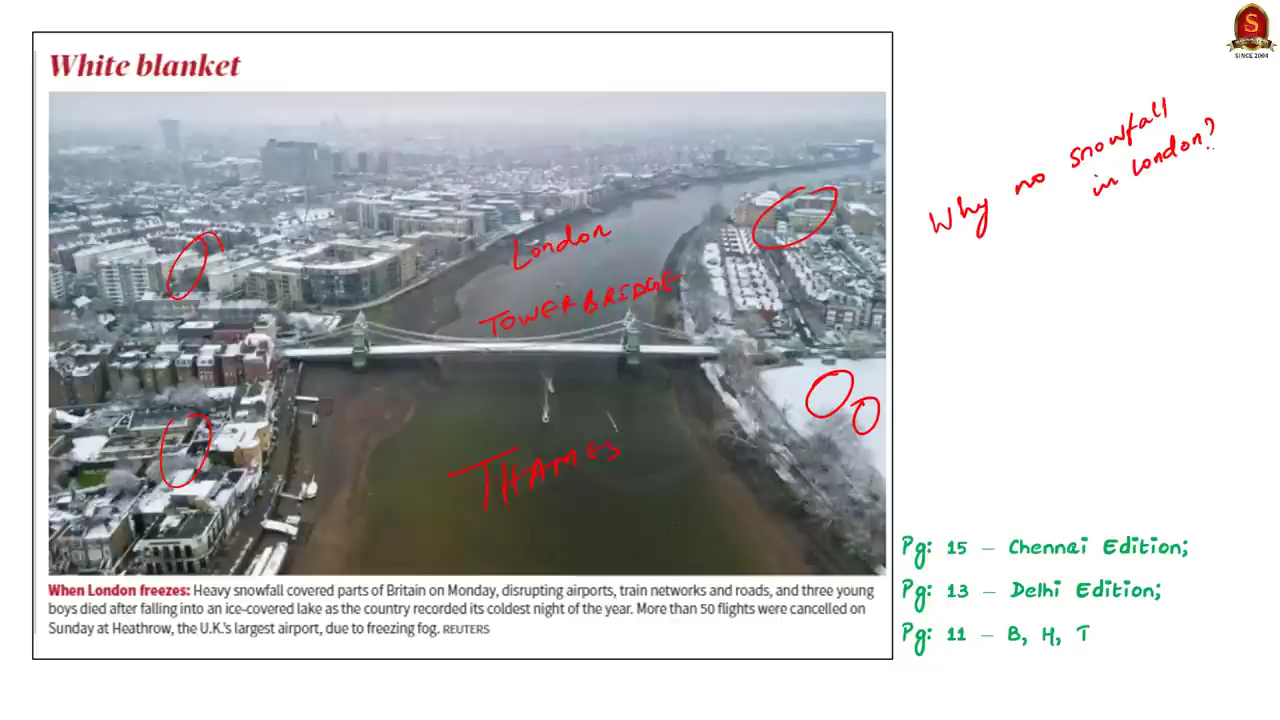 White blanket
London
TOWER BRIDGE
THAMES
When London freezes: Heavy snowfall covered parts of Britain on Monday, disrupting airports, train networks and roads, and three young
boys died after falling into an ice-covered lake as the country recorded its coldest night of the year. More than 50 flights were cancelled on
Sunday at Heathrow, the U.K.'s largest airport, due to freezing fog. REUTERS
S
SINCE 2004
Why no snowfall
in London?
Pg: 15 – Chennai Edition;
Pg: 13 – Delhi Edition;
Pg: 11 – B, H, T